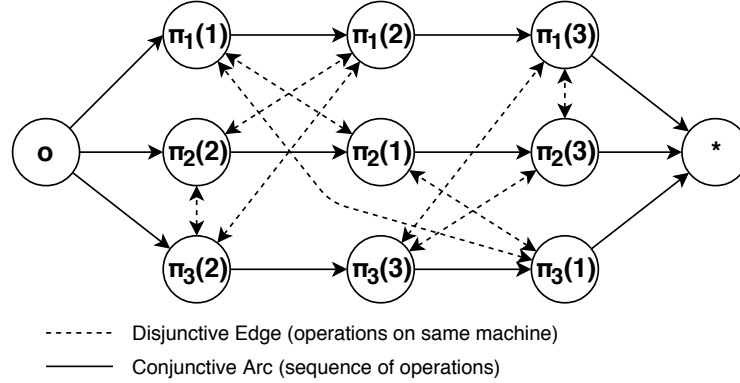 π₁(1) π₁(2) π₁(3)
o π₂(2) π₂(1) π₂(3) *
π₃(2) π₃(3) π₃(1)
Disjunctive Edge (operations on same machine)
Conjunctive Arc (sequence of operations)